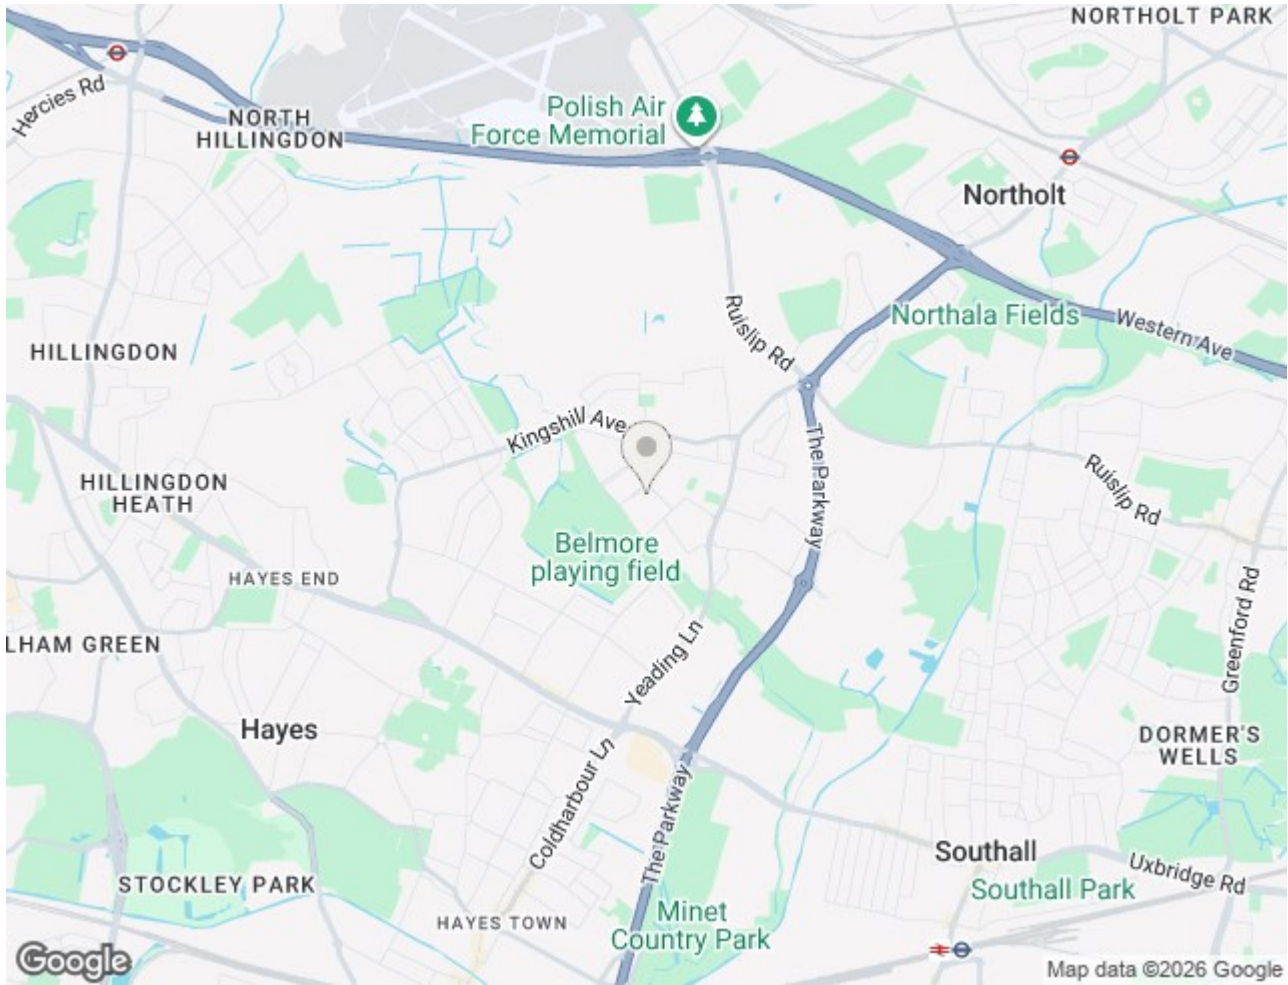 NORTHOLT PARK
Hercies Rd
NORTH
HILLINGDON
Polish Air
Force Memorial
Northolt
Ruislip Rd
Northala Fields
Western Ave
HILLINGDON
Kingshill Ave
The Parkway
Ruislip Rd
HILLINGDON
HEATH
Belmore
playing field
HAYES END
Greenford Rd
LHAM GREEN
Yeading Ln
Hayes
DORMER'S
WELLS
Coldharbour Ln
The Parkway
Southall
Uxbridge Rd
STOCKLEY PARK
Southall Park
HAYES TOWN
Minet
Country Park
Google
Map data ©2026 Google